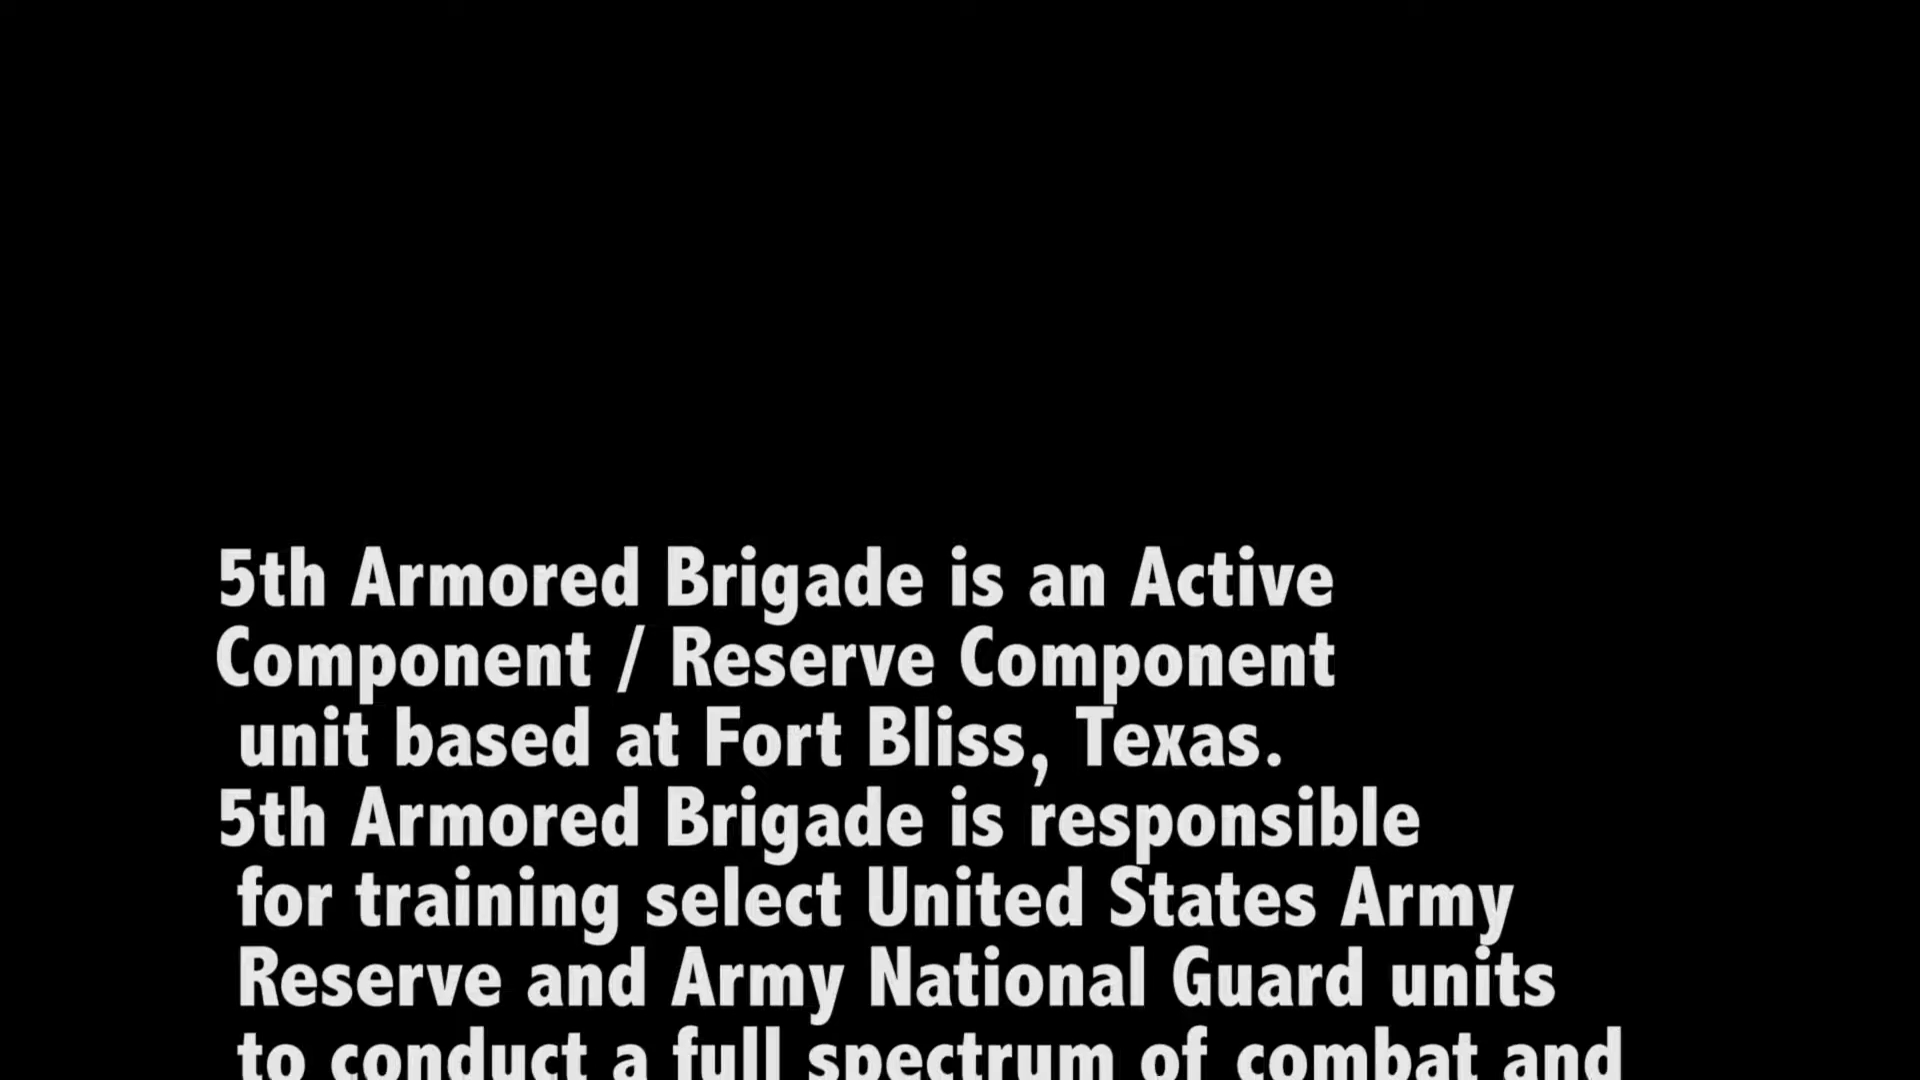 5th Armored Brigade is an Active
Component / Reserve Component
unit based at Fort Bliss, Texas.
5th Armored Brigade is responsible
for training select United States Army
Reserve and Army National Guard units
to conduct a full spectrum of combat and